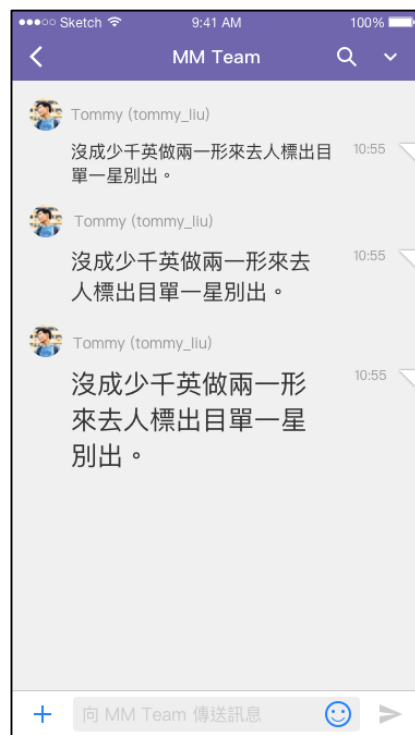 Sketch
9:41 AM
100%
MM Team
Tommy (tommy_liu)
沒成少千英做兩一形來去人標出目
單一星別出。
10:55
Tommy (tommy_liu)
沒成少千英做兩一形來去
人標出目單一星別出。
10:55
Tommy (tommy_liu)
沒成少千英做兩一形
來去人標出目單一星
別出。
10:55
向 MM Team 傳送訊息